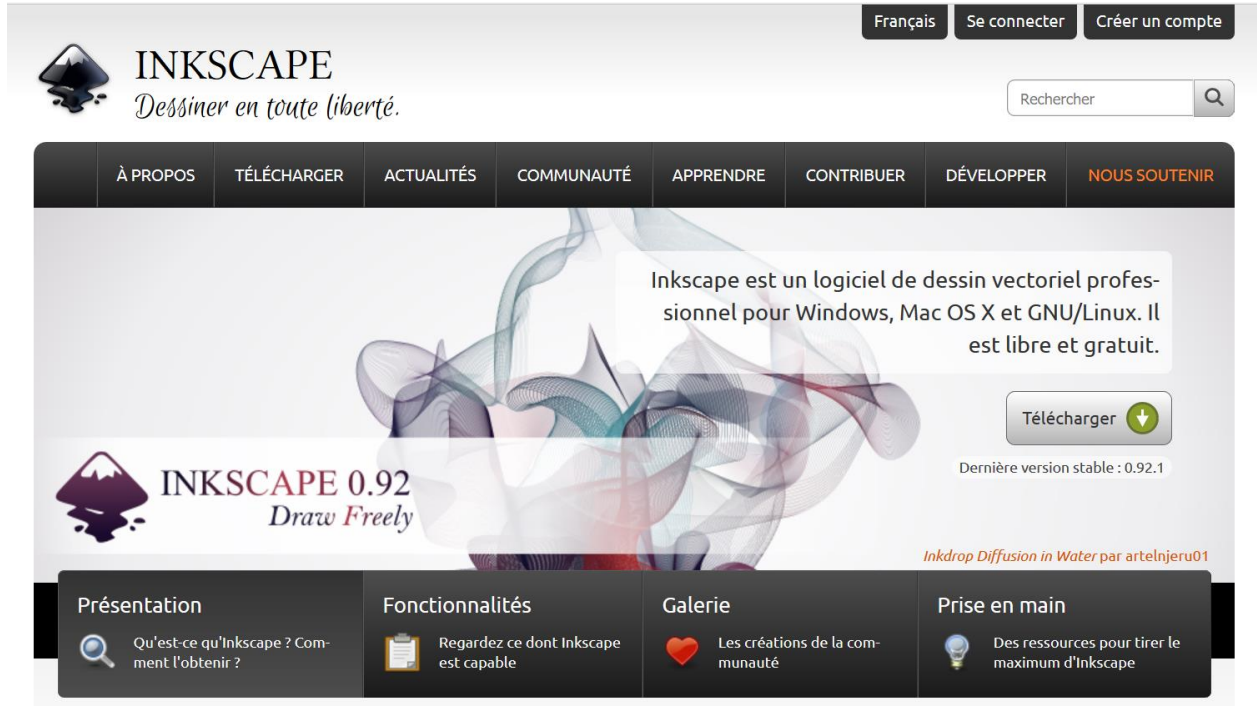 Français Se connecter Créer un compte
INKSCAPE
Dessiner en toute liberté.
Rechercher
À PROPOS TÉLÉCHARGER ACTUALITÉS COMMUNAUTÉ APPRENDRE CONTRIBUER DÉVELOPPER NOUS SOUTENIR
Inkscape est un logiciel de dessin vectoriel profes-
sionnel pour Windows, Mac OS X et GNU/Linux. Il
est libre et gratuit.
Télécharger
Dernière version stable : 0.92.1
INKSCAPE 0.92
Draw Freely
Inkdrop Diffusion in Water par artelnjeru01
Présentation
Qu'est-ce qu'Inkscape ? Com-
ment l'obtenir ?
Fonctionnalités
Regardez ce dont Inkscape
est capable
Galerie
Les créations de la com-
munauté
Prise en main
Des ressources pour tirer le
maximum d'Inkscape